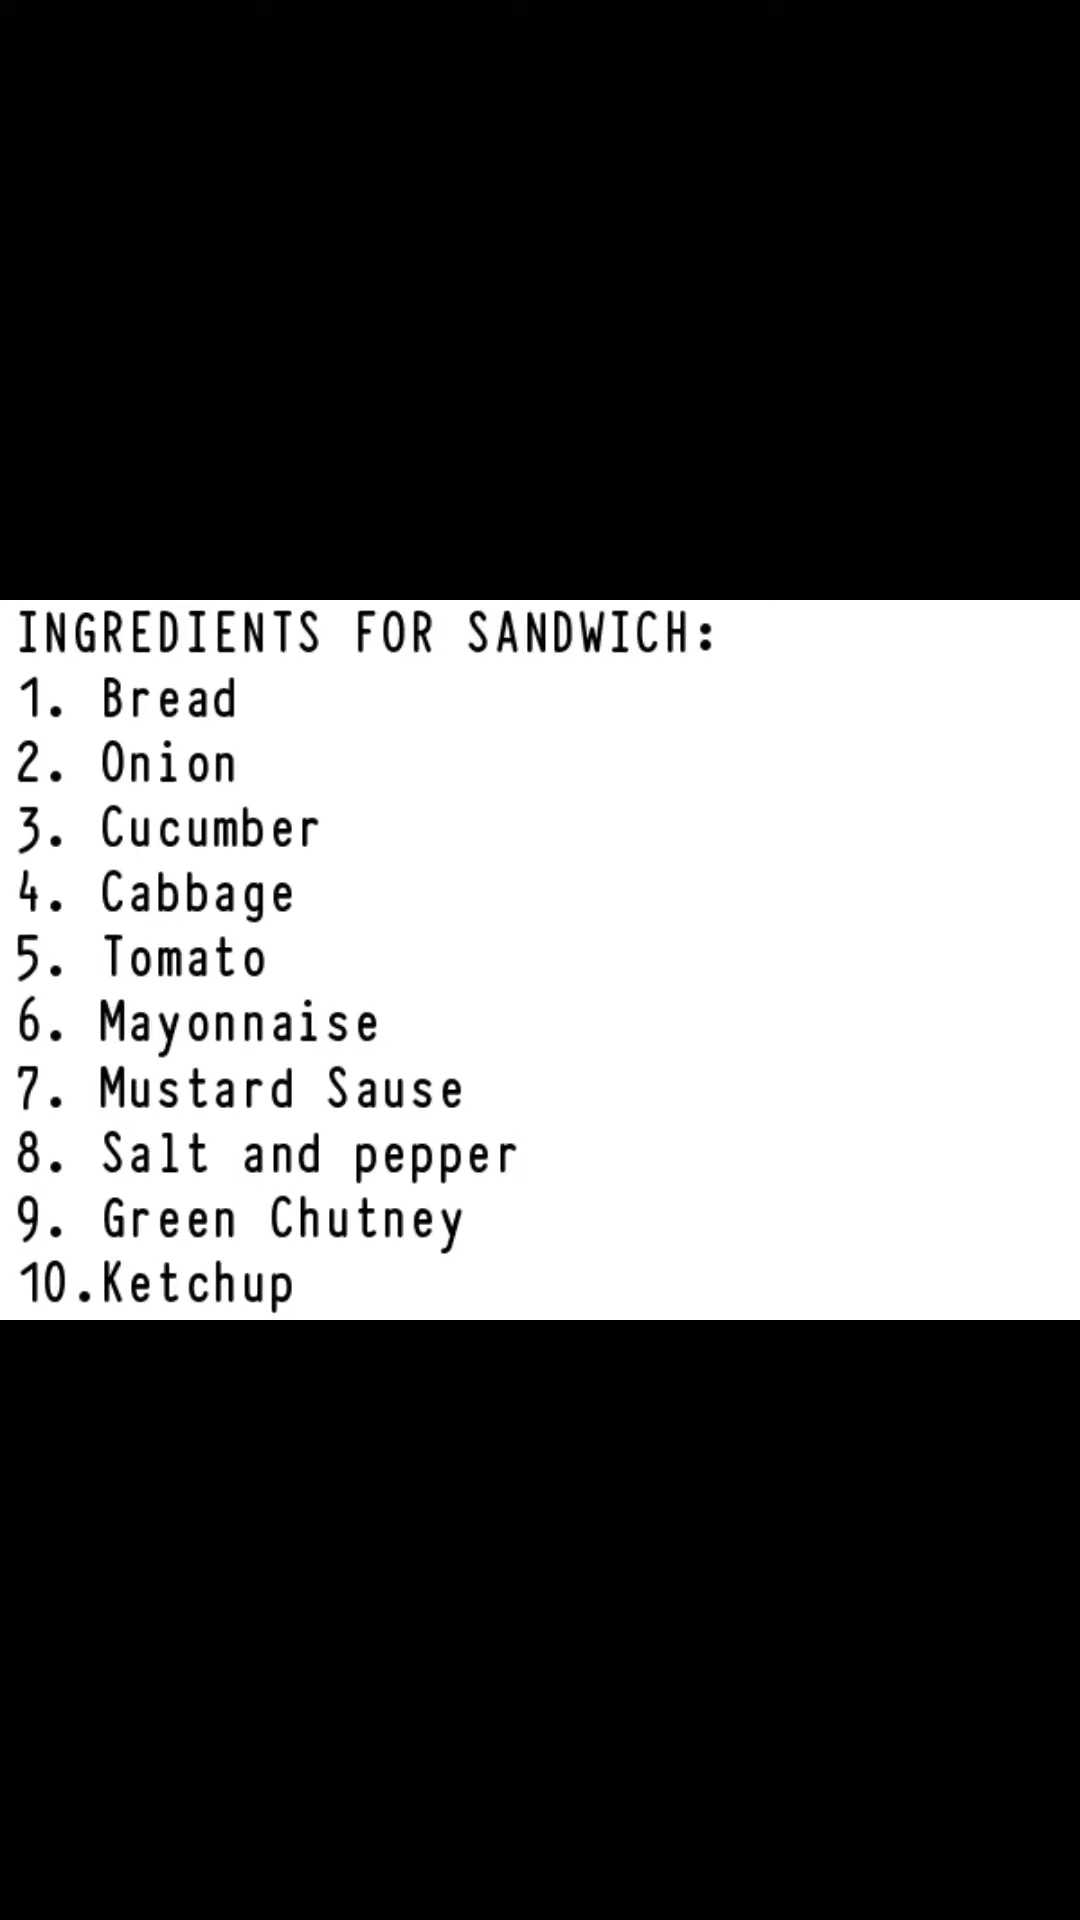 INGREDIENTS FOR SANDWICH:
1. Bread
2. Onion
3. Cucumber
4. Cabbage
5. Tomato
6. Mayonnaise
7. Mustard Sause
8. Salt and pepper
9. Green Chutney
10.Ketchup